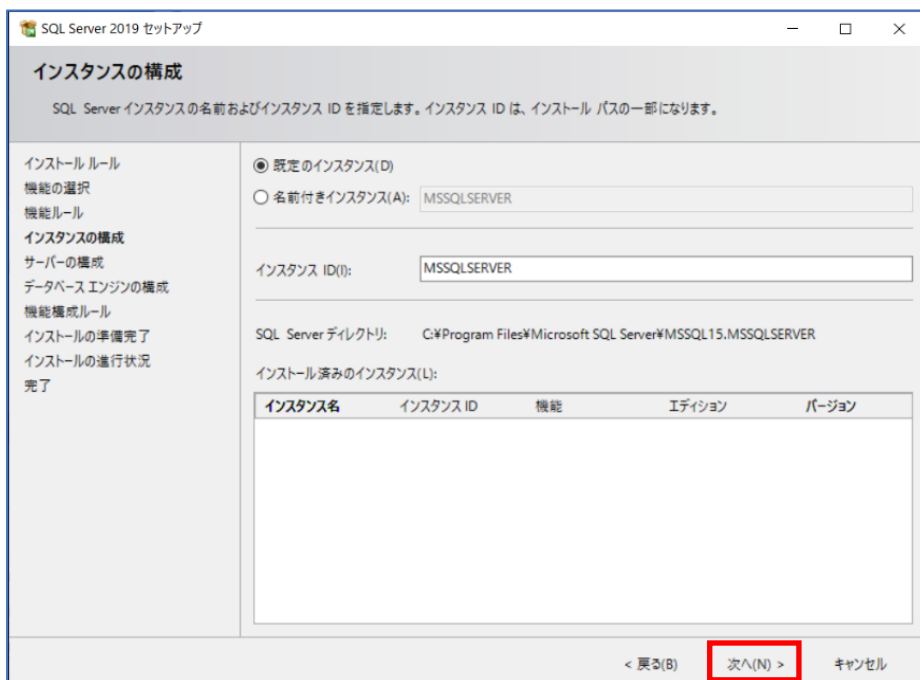 SQL Server 2019 セットアップ
インスタンスの構成
SQL Server インスタンスの名前およびインスタンス ID を指定します。インスタンス ID は、インストール パスの一部になります。
インストール ルール
機能の選択
機能ルール
インスタンスの構成
サーバーの構成
データベース エンジンの構成
機能構成ルール
インストールの準備完了
インストールの進行状況
完了
既定のインスタンス(D)
名前付きインスタンス(A): MSSQLSERVER
インスタンス ID(I): MSSQLSERVER
SQL Server ディレクトリ: C:¥Program Files¥Microsoft SQL Server¥MSSQL15.MSSQLSERVER
インストール済みのインスタンス(L):
インスタンス名 インスタンス ID 機能 エディション バージョン
< 戻る(B) 次へ(N) > キャンセル